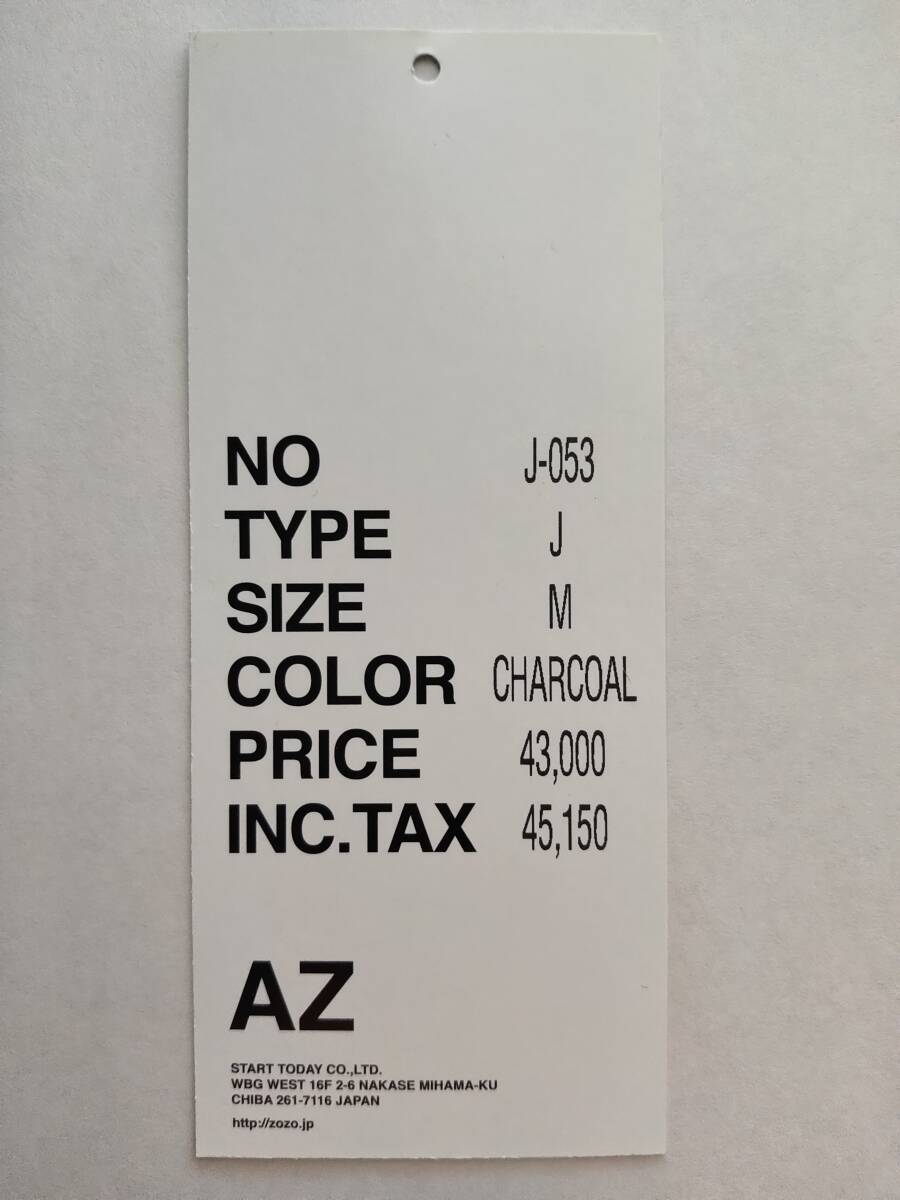 NO J-053
TYPE J
SIZE M
COLOR CHARCOAL
PRICE 43,000
INC.TAX 45,150
AZ
START TODAY CO.,LTD.
WBG WEST 16F 2-6 NAKASE MIHAMA-KU
CHIBA 261-7116 JAPAN
http://zozo.jp